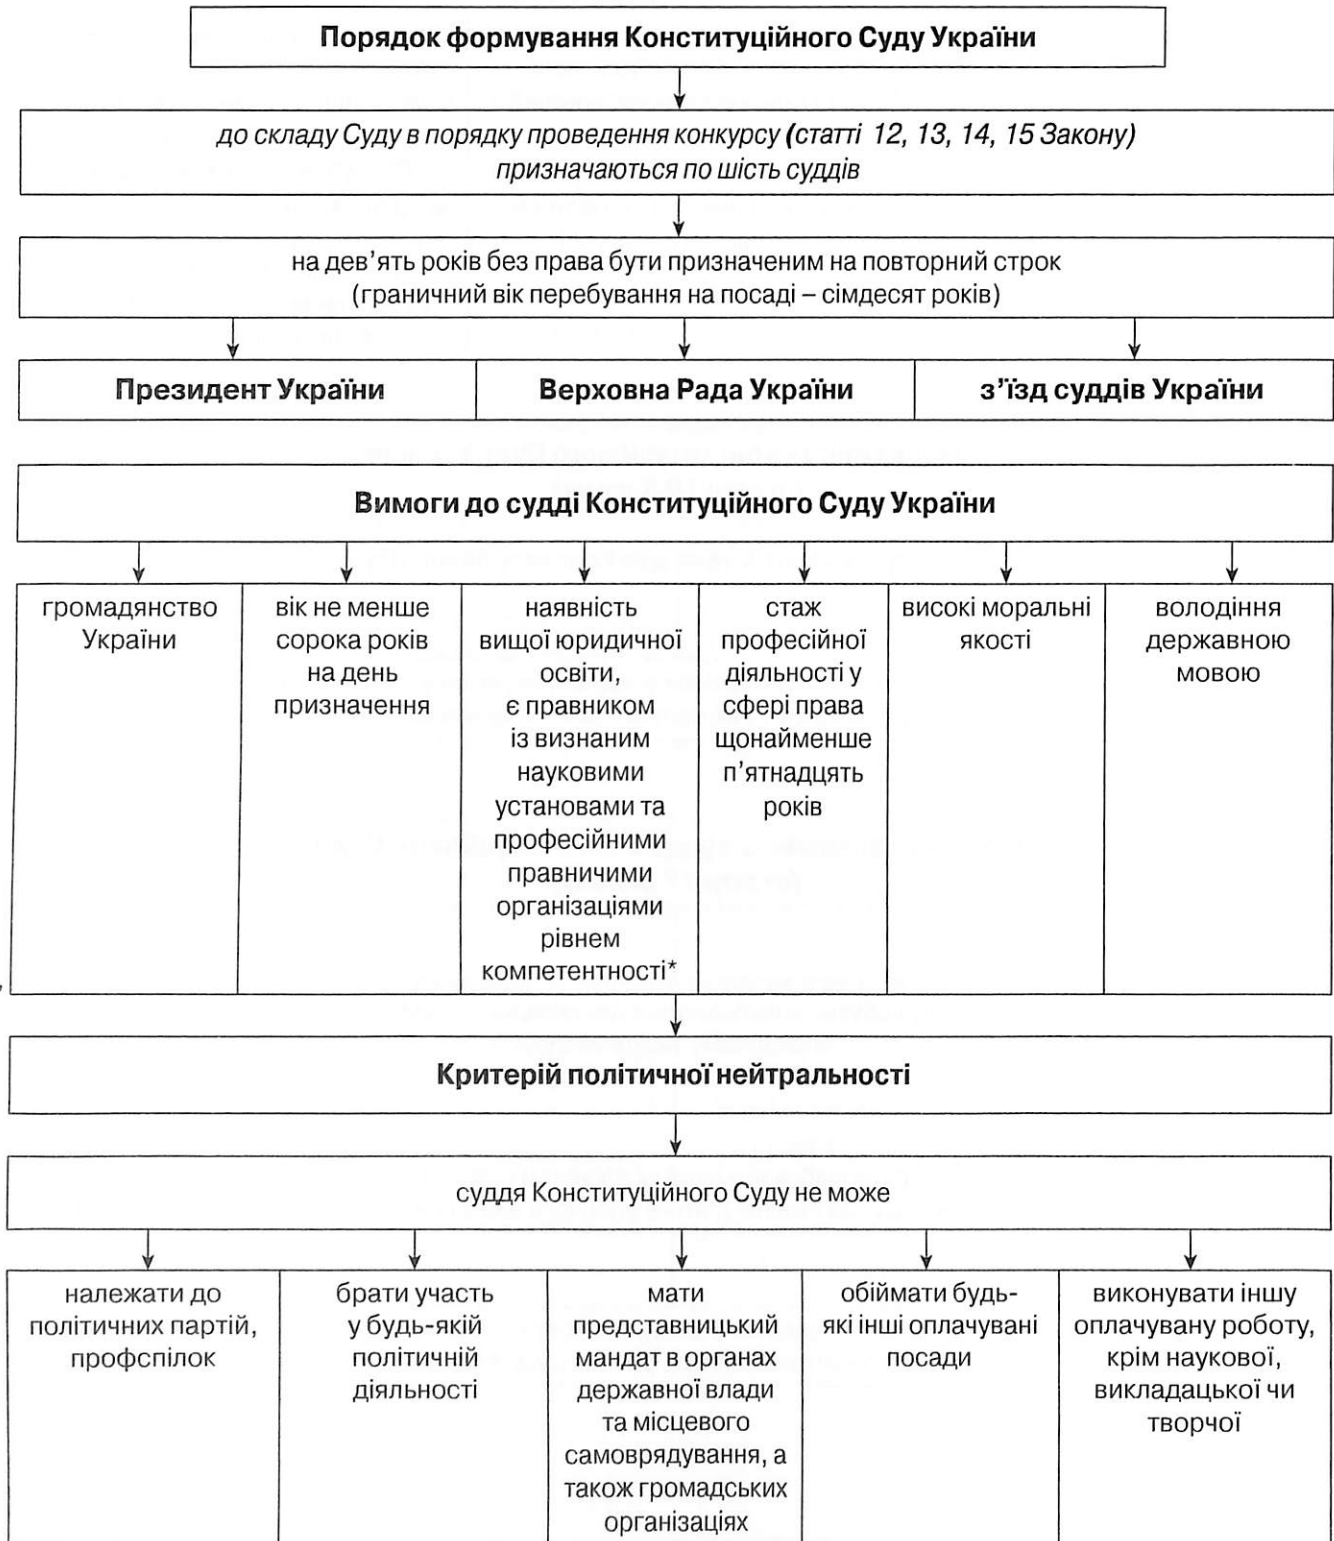 Порядок формування Конституційного Суду України
до складу Суду в порядку проведення конкурсу (статті 12, 13, 14, 15 Закону)
призначаються по шість суддів
на дев’ять років без права бути призначеним на повторний строк
(граничний вік перебування на посаді – сімдесят років)
Президент України
Верховна Рада України
з’їзд суддів України
Вимоги до судді Конституційного Суду України
громадянство
України
вік не менше
сорока років
на день
призначення
наявність
вищої юридичної
освіти,
є правником
із визнаним
науковими
установами та
професійними
правничими
організаціями
рівнем
компетентності*
стаж
професійної
діяльності у
сфері права
щонайменше
п’ятнадцять
років
високі моральні
якості
володіння
державною
мовою
Критерій політичної нейтральності
суддя Конституційного Суду не може
належати до
політичних партій,
профспілок
брати участь
у будь-якій
політичній
діяльності
мати
представницький
мандат в органах
державної влади
та місцевого
самоврядування, а
також громадських
організаціях
обіймати будь-
які інші оплачувані
посади
виконувати іншу
оплачувану роботу,
крім наукової,
викладацької чи
творчої